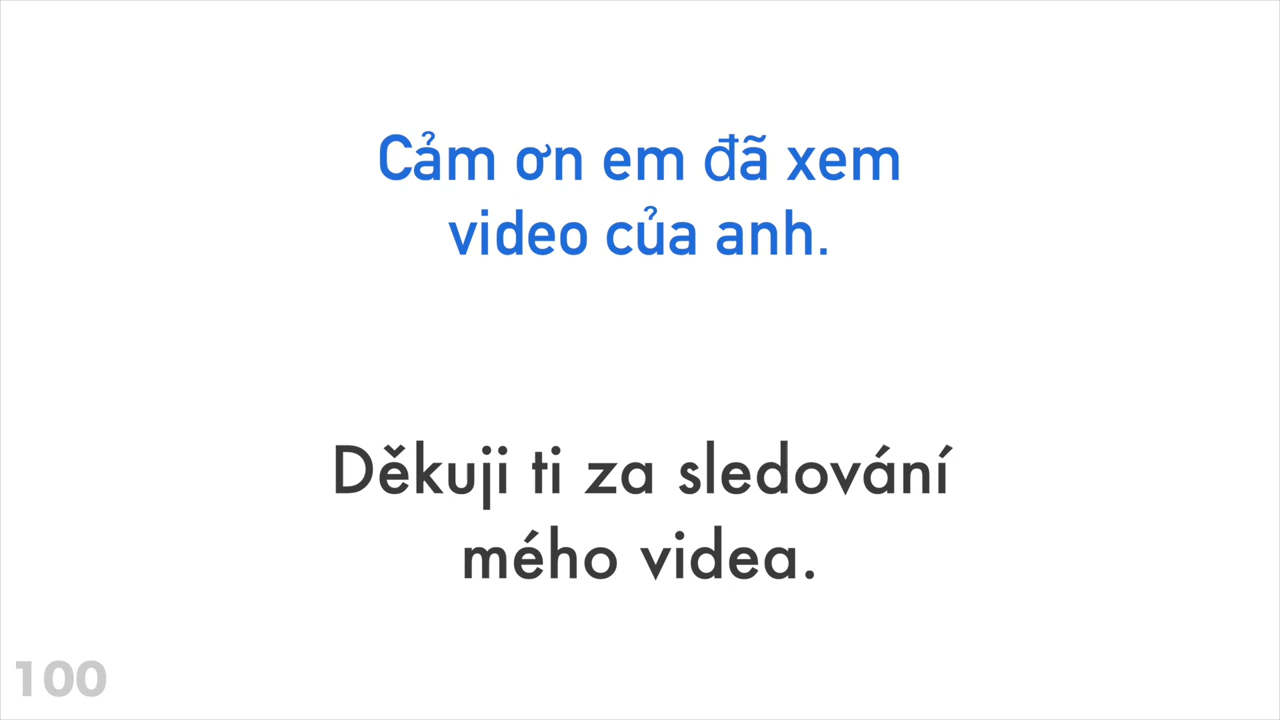 Cảm ơn em đã xem
video của anh.
Děkuji ti za sledování
mého videa.
100